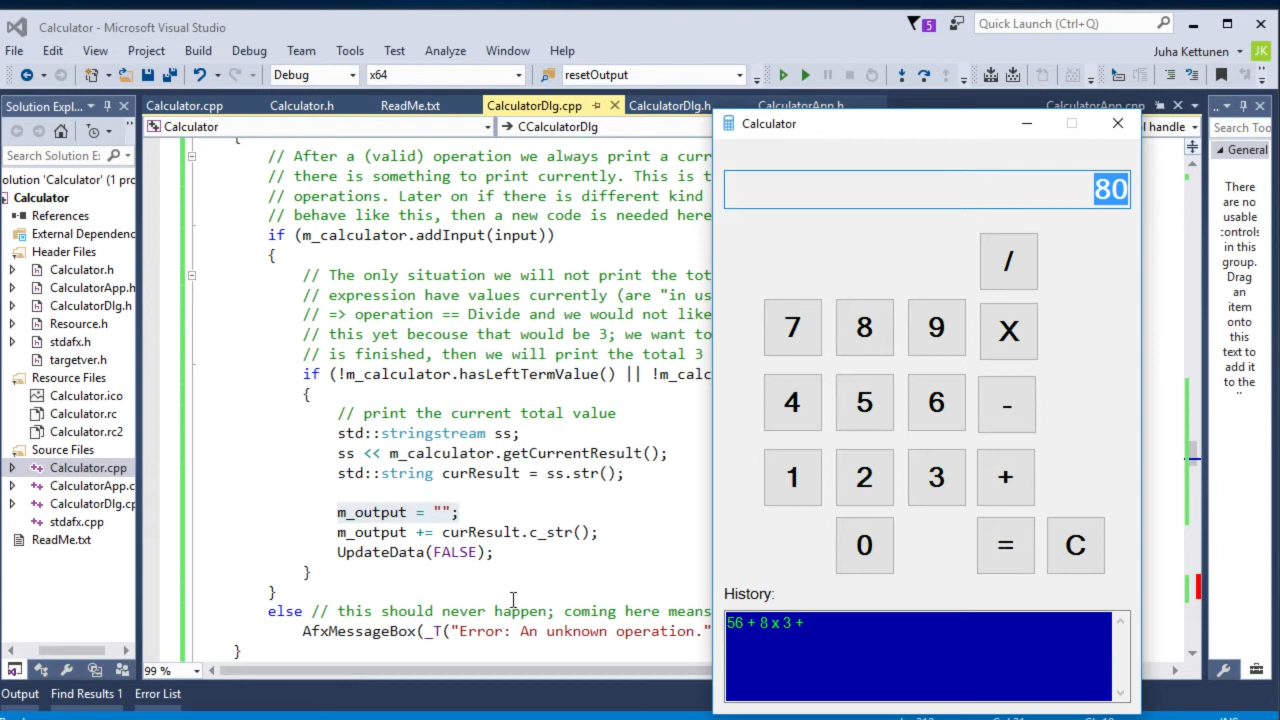 Calculator - Microsoft Visual Studio
5
Quick Launch (Ctrl+Q)
File Edit View Project Build Debug Team Tools Test Analyze Window Help
Juha Kettunen
JK
Debug
x64
resetOutput
Solution Expl...
Calculator.cpp
Calculator.h
ReadMe.txt
CalculatorDlg.cpp
CalculatorDlg.h
CalculatorApp.h
CalculatorApp.cpp
Calculator
CCalculatorDlg
Search Solution E
Search Too
olution 'Calculator' (1 pro
Calculator
References
External Dependenc
Header Files
Calculator.h
CalculatorApp.h
CalculatorDlg.h
Resource.h
stdafx.h
targetver.h
Resource Files
Calculator.ico
Calculator.rc
Calculator.rc2
Source Files
Calculator.cpp
CalculatorApp.c
CalculatorDlg.cp
stdafx.cpp
ReadMe.txt
{
// After a (valid) operation we always print a curr
// there is something to print currently. This is t
// operations. Later on if there is different kind
// behave like this, then a new code is needed here
if (m_calculator.addInput(input))
{
// The only situation we will not print the tot
// expression have values currently (are "in us
// => operation == Divide and we would not like
// this yet becouse that would be 3; we want to
// is finished, then we will print the total 3
if (!m_calculator.hasLeftTermValue() || !m_calc
{
// print the current total value
std::stringstream ss;
ss << m_calculator.getCurrentResult();
std::string curResult = ss.str();
m_output = "";
m_output += curResult.c_str();
UpdateData(FALSE);
}
}
else // this should never happen; coming here means
AfxMessageBox(_T("Error: An unknown operation."
}
99 %
Output
Find Results 1
Error List
Calculator
80
/
7 8 9 X
4 5 6 -
1 2 3 +
0 = C
History:
56 + 8 x 3 +
l handle
General
There
are no
usable
controls
in this
group.
Drag
an
item
onto
this
text to
add it
to the